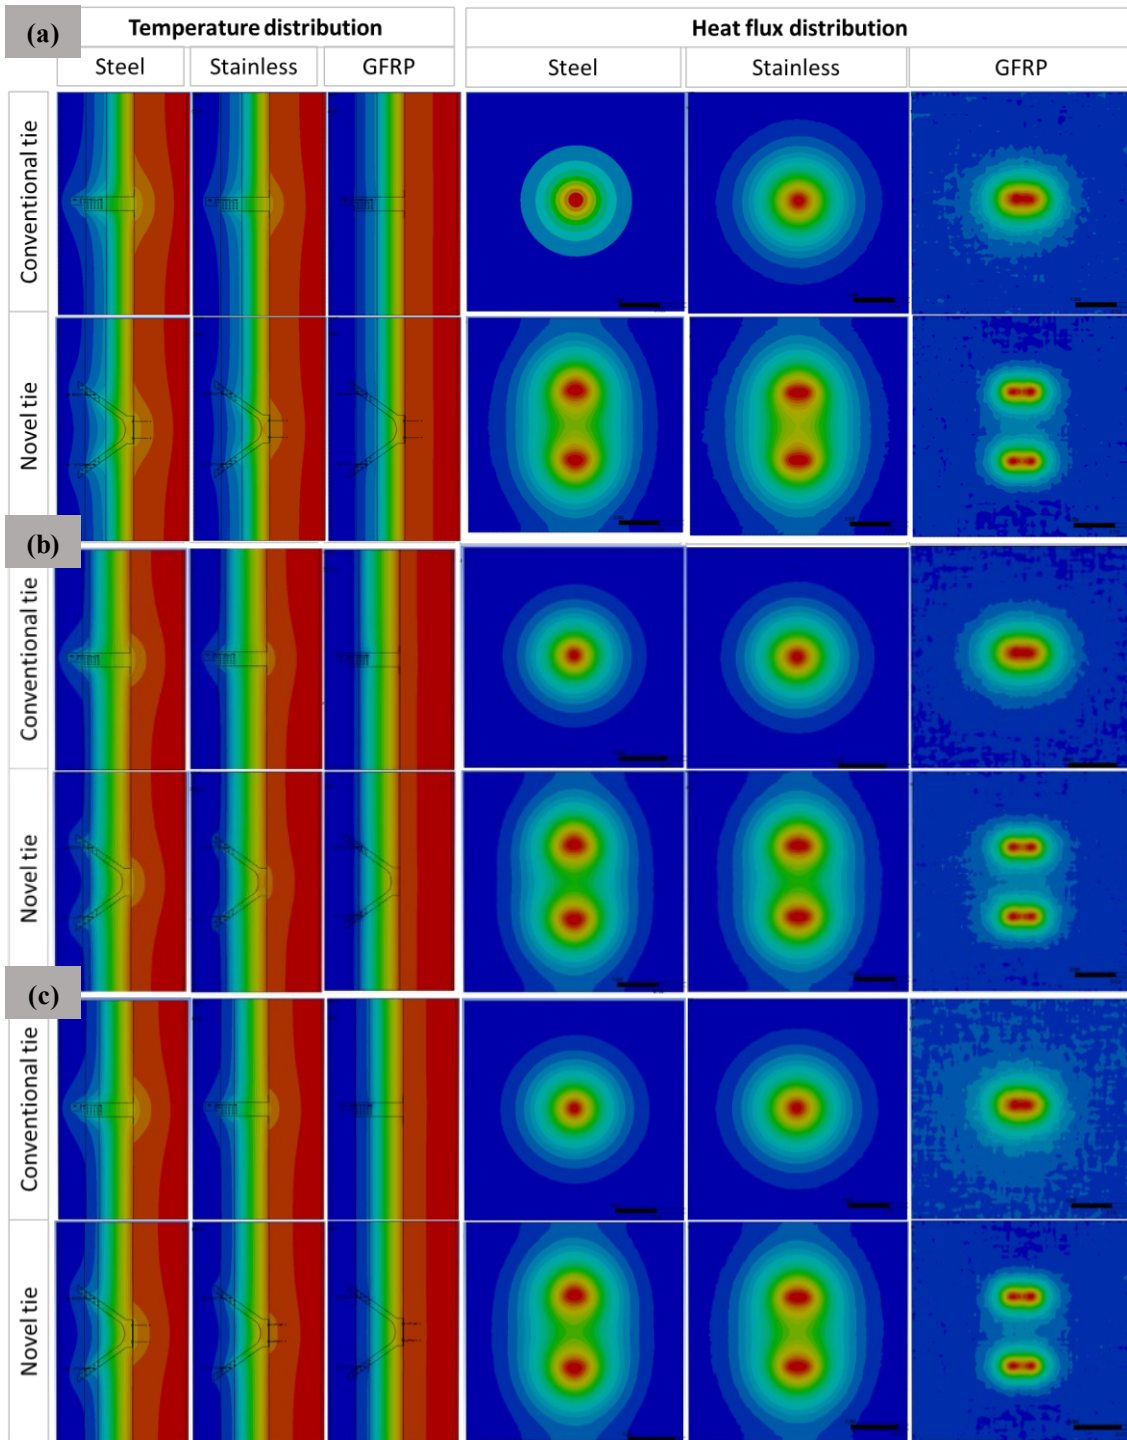 (a)
Temperature distribution
Heat flux distribution
Steel
Stainless
GFRP
Steel
Stainless
GFRP
Conventional tie
Novel tie
(b)
Conventional tie
Novel tie
(c)
Conventional tie
Novel tie